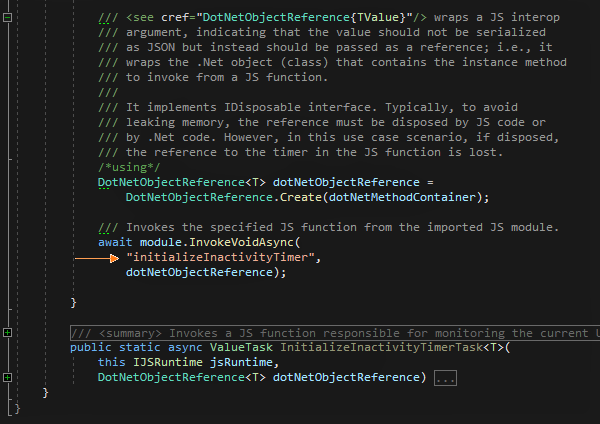 /// <see cref="DotNetObjectReference{TValue}"/> wraps a JS interop
/// argument, indicating that the value should not be serialized
/// as JSON but instead should be passed as a reference; i.e., it
/// wraps the .Net object (class) that contains the instance method
/// to invoke from a JS function.
///
/// It implements IDisposable interface. Typically, to avoid
/// leaking memory, the reference must be disposed by JS code or
/// by .Net code. However, in this use case scenario, if disposed,
/// the reference to the timer in the JS function is lost.
/*using*/
DotNetObjectReference<T> dotNetObjectReference =
DotNetObjectReference.Create(dotNetMethodContainer);
/// Invokes the specified JS function from the imported JS module.
await module.InvokeVoidAsync(
"initializeInactivityTimer",
dotNetObjectReference);
}
/// <summary> Invokes a JS function responsible for monitoring the current U
public static async ValueTask InitializeInactivityTimerTask<T>(
this IJSRuntime jsRuntime,
DotNetObjectReference<T> dotNetObjectReference) ...
}
}